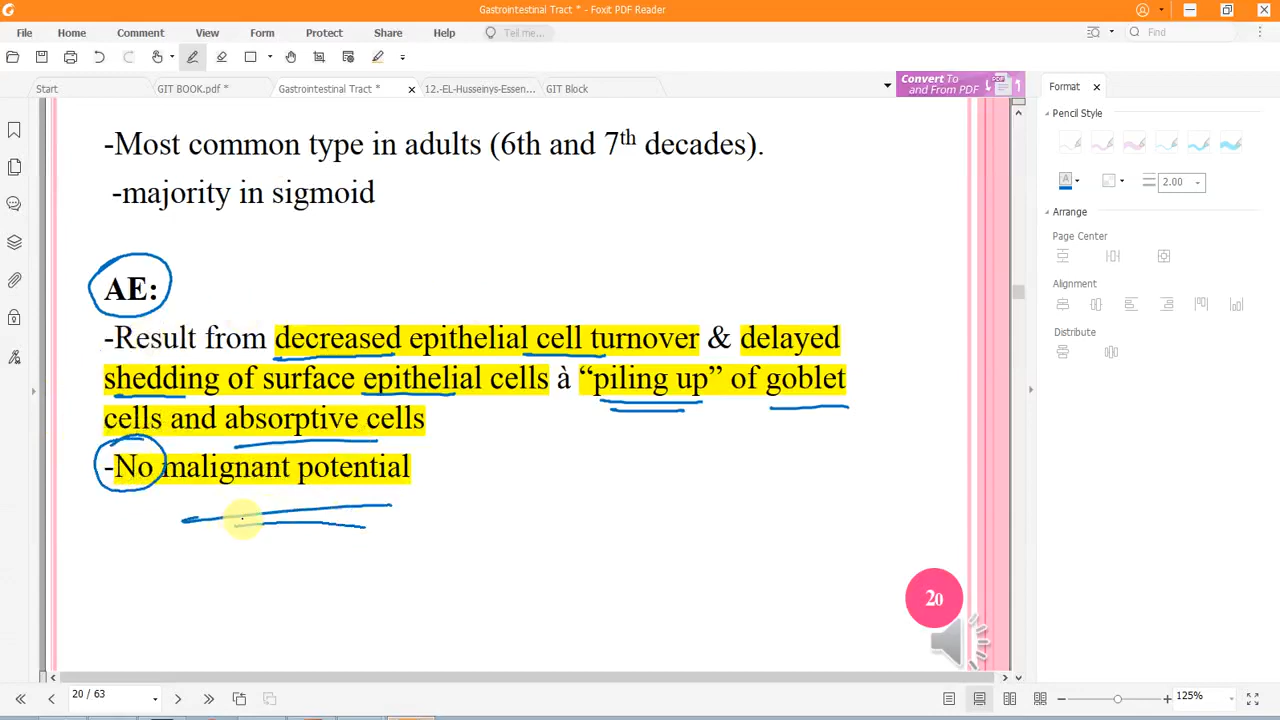 Gastrointestinal Tract * - Foxit PDF Reader
File Home Comment View Form Protect Share Help Tell me... Find
Start GIT BOOK.pdf * Gastrointestinal Tract * 12.-EL-Husseinys-Essen... GIT Block
Convert To
and From PDF
PDF
Format
Pencil Style
2.00
Arrange
Page Center
Alignment
Distribute
-Most common type in adults (6th and 7th decades).
-majority in sigmoid
AE:
-Result from decreased epithelial cell turnover & delayed
shedding of surface epithelial cells à “piling up” of goblet
cells and absorptive cells
-No malignant potential
20
20 / 63
125%